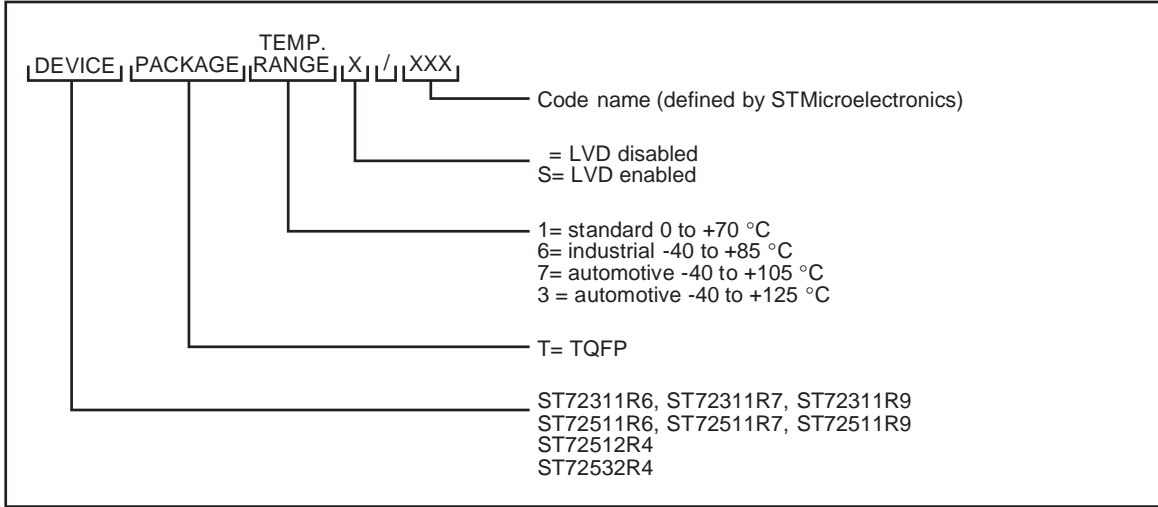 TEMP.
DEVICE PACKAGE RANGE X / XXX
Code name (defined by STMicroelectronics)
= LVD disabled
S= LVD enabled
1= standard 0 to +70 °C
6= industrial -40 to +85 °C
7= automotive -40 to +105 °C
3 = automotive -40 to +125 °C
T= TQFP
ST72311R6, ST72311R7, ST72311R9
ST72511R6, ST72511R7, ST72511R9
ST72512R4
ST72532R4